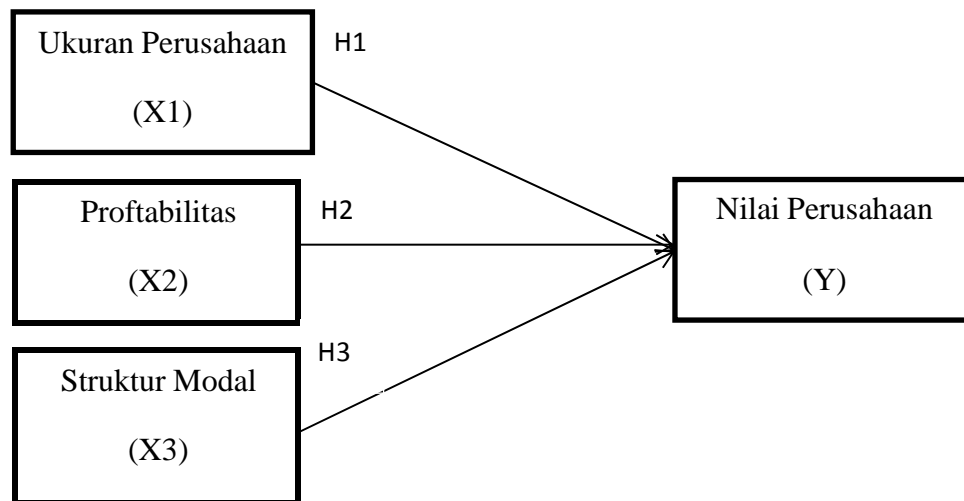 Ukuran Perusahaan
(X1)
H1
Proftabilitas
(X2)
H2
Struktur Modal
(X3)
H3
Nilai Perusahaan
(Y)